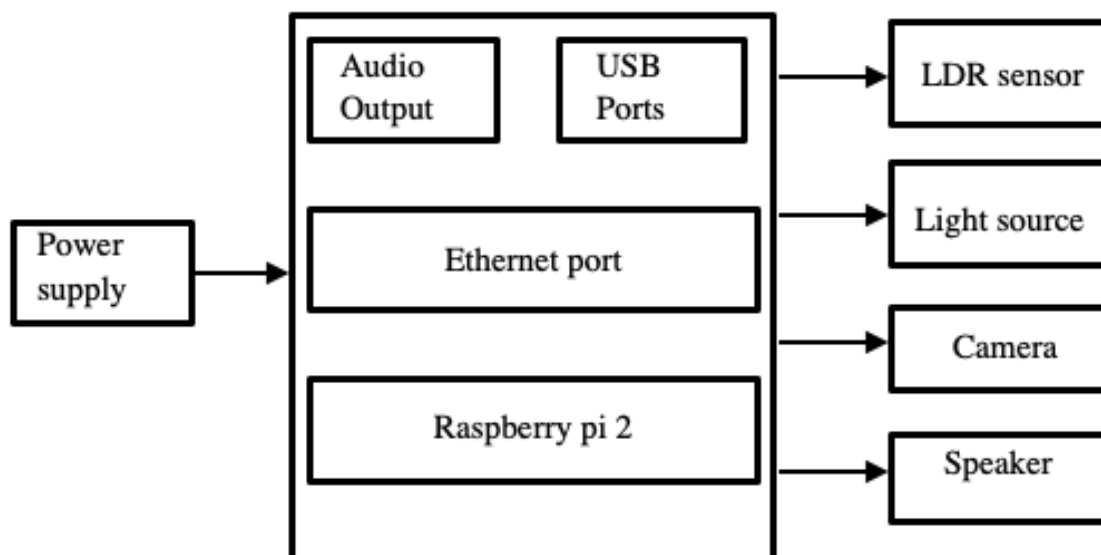 Audio
Output
USB
Ports
LDR sensor
Light source
Power
supply
Ethernet port
Camera
Raspberry pi 2
Speaker